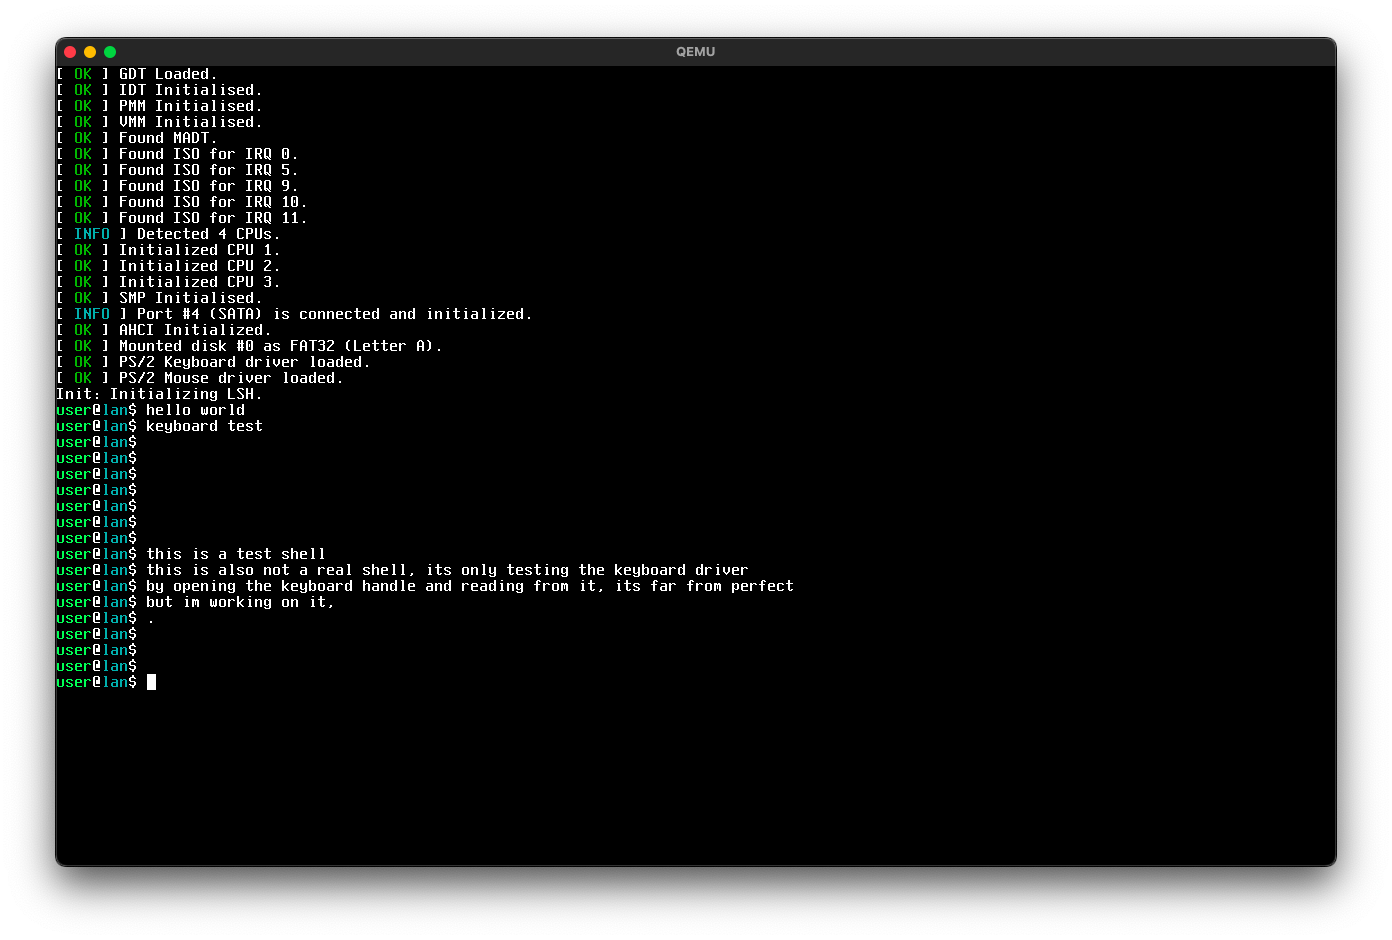 QEMU
[ OK ] GDT Loaded.
[ OK ] IDT Initialised.
[ OK ] PMM Initialised.
[ OK ] VMM Initialised.
[ OK ] Found MADT.
[ OK ] Found ISO for IRQ 0.
[ OK ] Found ISO for IRQ 5.
[ OK ] Found ISO for IRQ 9.
[ OK ] Found ISO for IRQ 10.
[ OK ] Found ISO for IRQ 11.
[ INFO ] Detected 4 CPUs.
[ OK ] Initialized CPU 1.
[ OK ] Initialized CPU 2.
[ OK ] Initialized CPU 3.
[ OK ] SMP Initialised.
[ INFO ] Port #4 (SATA) is connected and initialized.
[ OK ] AHCI Initialized.
[ OK ] Mounted disk #0 as FAT32 (Letter A).
[ OK ] PS/2 Keyboard driver loaded.
[ OK ] PS/2 Mouse driver loaded.
Init: Initializing LSH.
user@lan$ hello world
user@lan$ keyboard test
user@lan$
user@lan$
user@lan$
user@lan$
user@lan$
user@lan$
user@lan$
user@lan$ this is a test shell
user@lan$ this is also not a real shell, its only testing the keyboard driver
user@lan$ by opening the keyboard handle and reading from it, its far from perfect
user@lan$ but im working on it,
user@lan$ .
user@lan$
user@lan$
user@lan$
user@lan$